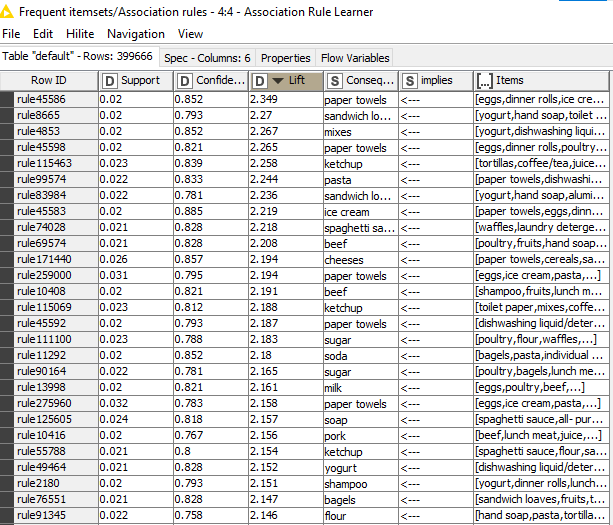 Frequent itemsets/Association rules - 4:4 - Association Rule Learner
File Edit Hilite Navigation View
Table "default" - Rows: 399666 Spec - Columns: 6 Properties Flow Variables
Row ID D Support D Confide... D Lift S Conseq... S implies [...] Items
rule45586 0.02 0.852 2.349 paper towels <--- [eggs,dinner rolls,ice cre...
rule8665 0.02 0.793 2.27 sandwich lo... <--- [yogurt,hand soap,toilet ...
rule4853 0.02 0.852 2.267 mixes <--- [yogurt,dishwashing liqui...
rule45598 0.02 0.821 2.265 paper towels <--- [eggs,dinner rolls,poultry...
rule115463 0.023 0.839 2.258 ketchup <--- [tortillas,coffee/tea,juice...
rule99574 0.022 0.833 2.244 pasta <--- [paper towels,dishwashi...
rule83984 0.022 0.781 2.236 sandwich lo... <--- [yogurt,hand soap,alumi...
rule45583 0.02 0.885 2.219 ice cream <--- [paper towels,eggs,dinn...
rule74028 0.021 0.828 2.218 spaghetti sa... <--- [waffles,laundry deterge...
rule69574 0.021 0.828 2.208 beef <--- [poultry,fruits,hand soap...
rule171440 0.026 0.857 2.194 cheeses <--- [paper towels,cereals,sa...
rule259000 0.031 0.795 2.194 paper towels <--- [eggs,ice cream,pasta,...]
rule10408 0.02 0.821 2.191 beef <--- [shampoo,fruits,lunch m...
rule115069 0.023 0.812 2.188 ketchup <--- [toilet paper,mixes,coffe...
rule45592 0.02 0.793 2.187 paper towels <--- [dishwashing liquid/deter...
rule111100 0.023 0.788 2.183 sugar <--- [poultry,flour,waffles,...]
rule11292 0.02 0.852 2.18 soda <--- [bagels,pasta,individual ...
rule90164 0.022 0.781 2.165 sugar <--- [poultry,bagels,lunch me...
rule13998 0.02 0.821 2.161 milk <--- [eggs,poultry,beef,...]
rule275960 0.032 0.783 2.158 paper towels <--- [eggs,ice cream,pasta,...]
rule125605 0.024 0.818 2.157 soap <--- [spaghetti sauce,all- pur...
rule10416 0.02 0.767 2.156 pork <--- [beef,lunch meat,juice,...]
rule55788 0.021 0.8 2.154 ketchup <--- [spaghetti sauce,flour,sa...
rule49464 0.021 0.828 2.152 yogurt <--- [dishwashing liquid/deter...
rule2180 0.02 0.793 2.151 shampoo <--- [yogurt,dinner rolls,lunch...
rule76551 0.021 0.828 2.147 bagels <--- [sandwich loaves,fruits,t...
rule91345 0.022 0.758 2.146 flour <--- [hand soap,pasta,tortilla...